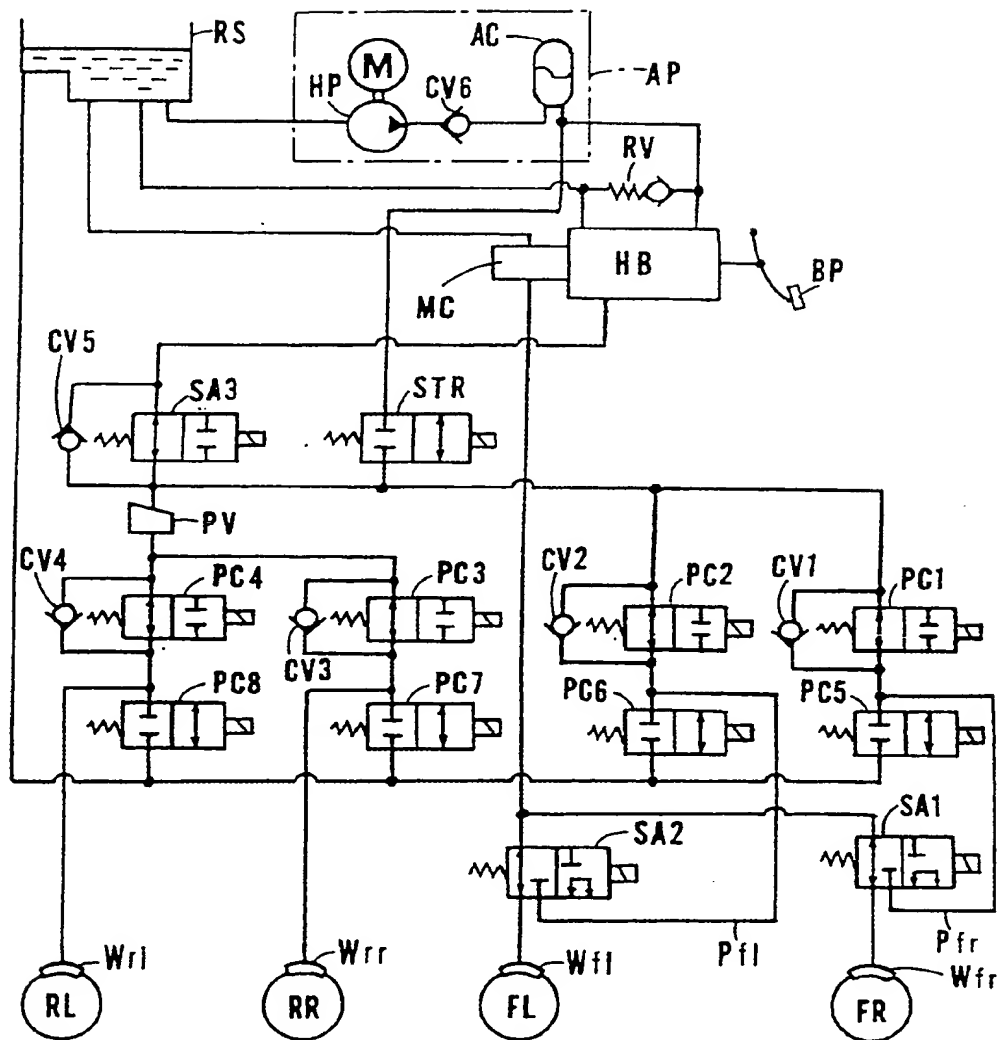 RS
AC
AP
M
HP
CV6
RV
HB
BP
MC
CV5
SA3
STR
PV
CV4
PC4
PC3
CV2
PC2
CV1
PC1
CV3
PC8
PC7
PC6
PC5
SA2
SA1
Pfl
Pfr
Wrl
Wrr
Wfl
Wfr
RL
RR
FL
FR